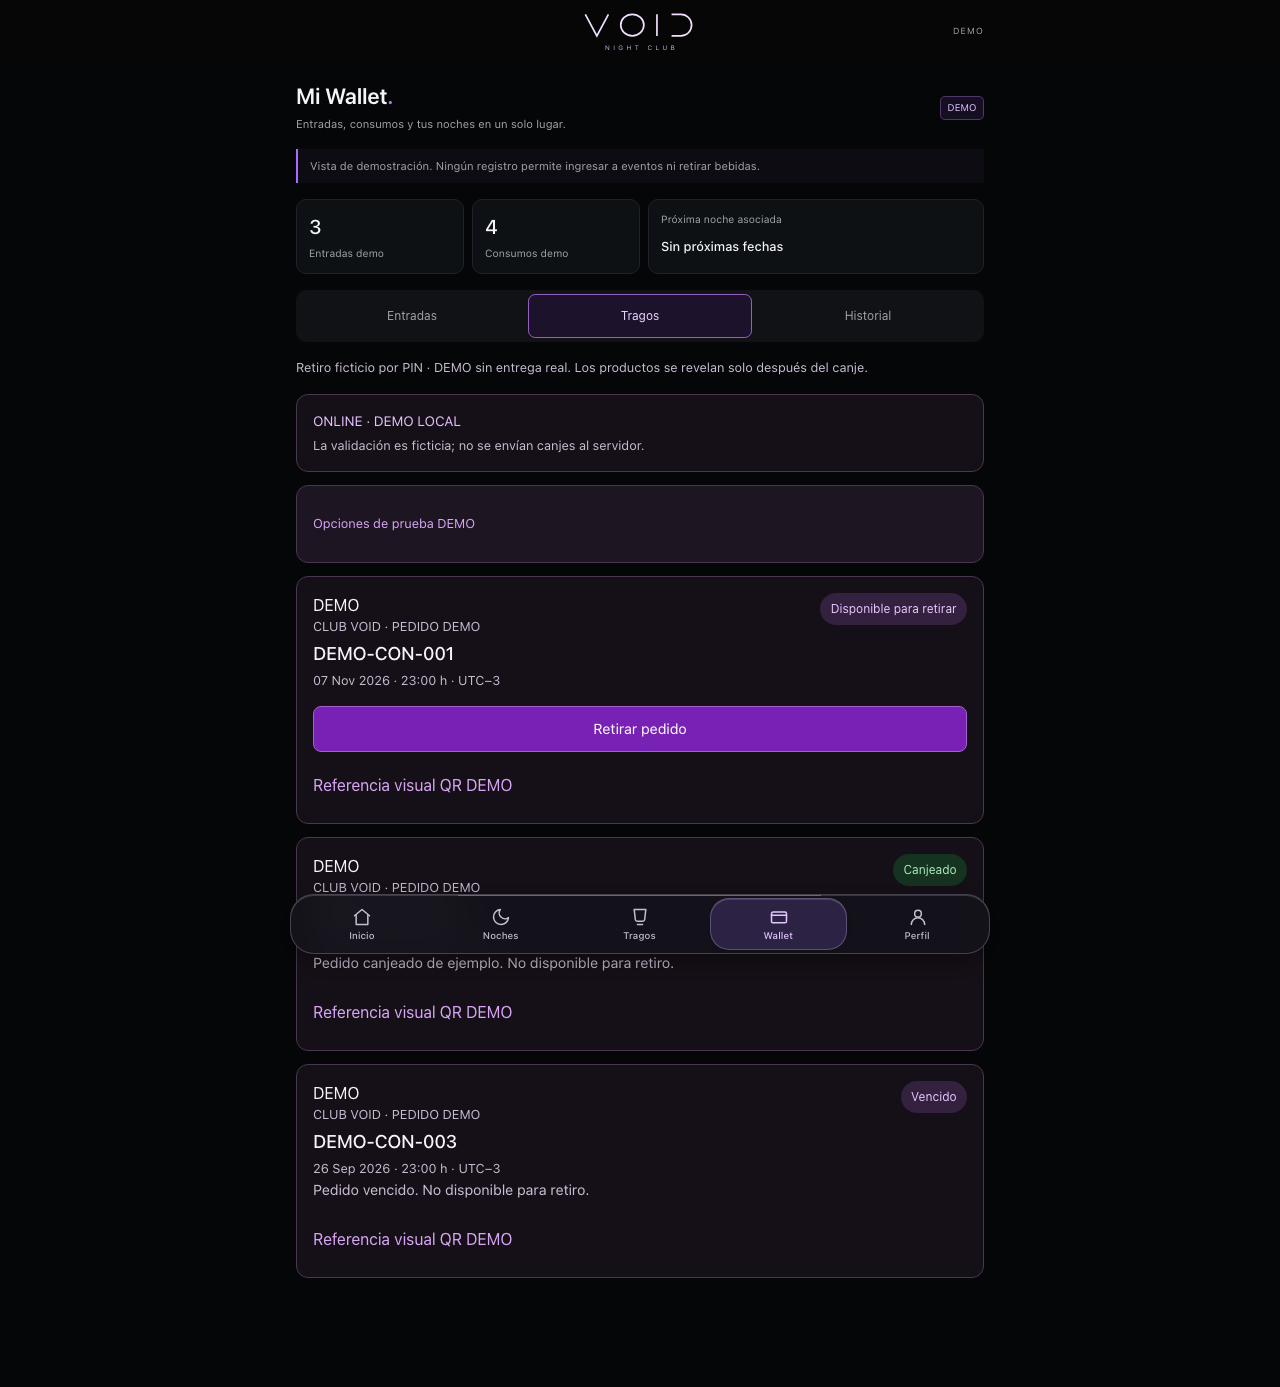 VOID
NIGHT CLUB
DEMO
Mi Wallet.
DEMO
Entradas, consumos y tus noches en un solo lugar.
Vista de demostración. Ningún registro permite ingresar a eventos ni retirar bebidas.
3
Entradas demo
4
Consumos demo
Próxima noche asociada
Sin próximas fechas
Entradas
Tragos
Historial
Retiro ficticio por PIN · DEMO sin entrega real. Los productos se revelan solo después del canje.
ONLINE · DEMO LOCAL
La validación es ficticia; no se envían canjes al servidor.
Opciones de prueba DEMO
DEMO
Disponible para retirar
CLUB VOID · PEDIDO DEMO
DEMO-CON-001
07 Nov 2026 · 23:00 h · UTC−3
Retirar pedido
Referencia visual QR DEMO
DEMO
Canjeado
CLUB VOID · PEDIDO DEMO
Inicio
Noches
Tragos
Wallet
Perfil
Pedido canjeado de ejemplo. No disponible para retiro.
Referencia visual QR DEMO
DEMO
Vencido
CLUB VOID · PEDIDO DEMO
DEMO-CON-003
26 Sep 2026 · 23:00 h · UTC−3
Pedido vencido. No disponible para retiro.
Referencia visual QR DEMO